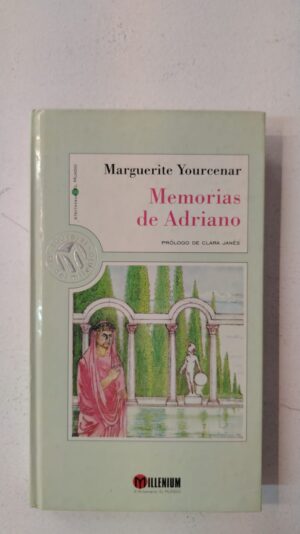 Marguerite Yourcenar
Memorias
de Adriano
PRÓLOGO DE CLARA JANÉS
MILLENIUM